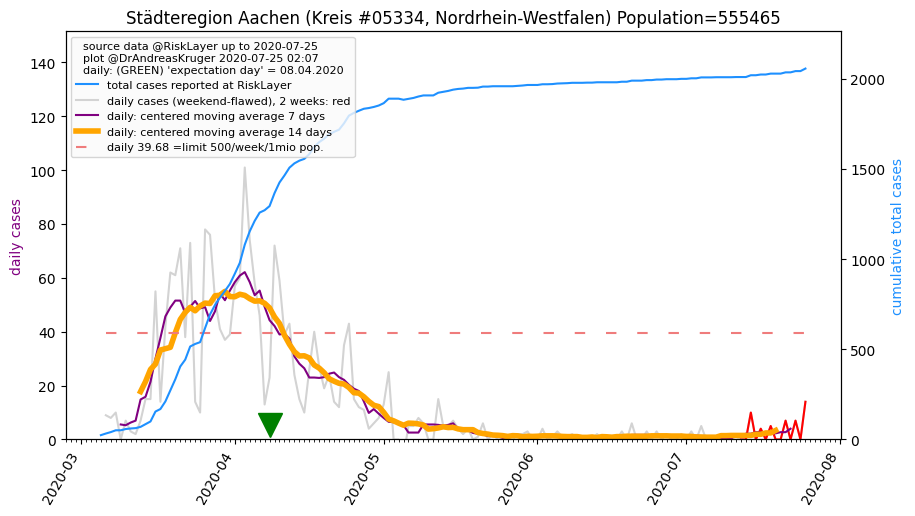 Städteregion Aachen (Kreis #05334, Nordrhein-Westfalen) Population=555465
source data @RiskLayer up to 2020-07-25
plot @DrAndreasKruger 2020-07-25 02:07
daily: (GREEN) 'expectation day' = 08.04.2020
total cases reported at RiskLayer
daily cases (weekend-flawed), 2 weeks: red
daily: centered moving average 7 days
daily: centered moving average 14 days
daily 39.68 =limit 500/week/1mio pop.
daily cases
140
120
100
80
60
40
20
0
2000
1500
1000
500
0
cumulative total cases
2020-03
2020-04
2020-05
2020-06
2020-07
2020-08